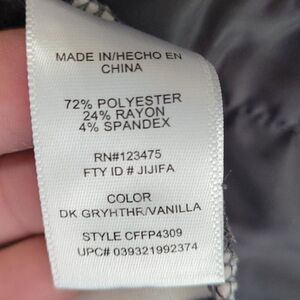 MADE IN/HECHO EN
CHINA
72% POLYESTER
24% RAYON
4% SPANDEX
RN#123475
FTY ID # JIJIFA
COLOR
DK GRYHTHR/VANILLA
STYLE CFFP4309
UPC# 039321992374